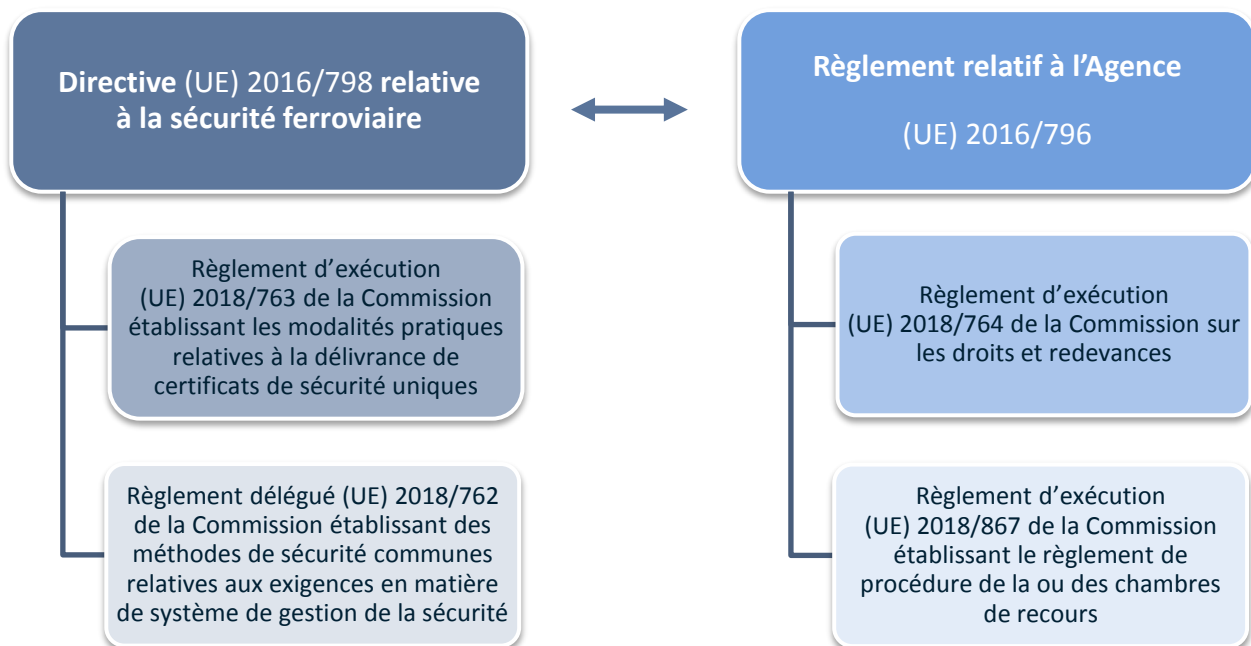 Directive (UE) 2016/798 relative
à la sécurité ferroviaire
Règlement d’exécution
(UE) 2018/763 de la Commission
établissant les modalités pratiques
relatives à la délivrance de
certificats de sécurité uniques
Règlement délégué (UE) 2018/762
de la Commission établissant des
méthodes de sécurité communes
relatives aux exigences en matière
de système de gestion de la sécurité
Règlement relatif à l’Agence
(UE) 2016/796
Règlement d’exécution
(UE) 2018/764 de la Commission sur
les droits et redevances
Règlement d’exécution
(UE) 2018/867 de la Commission
établissant le règlement de
procédure de la ou des chambres
de recours